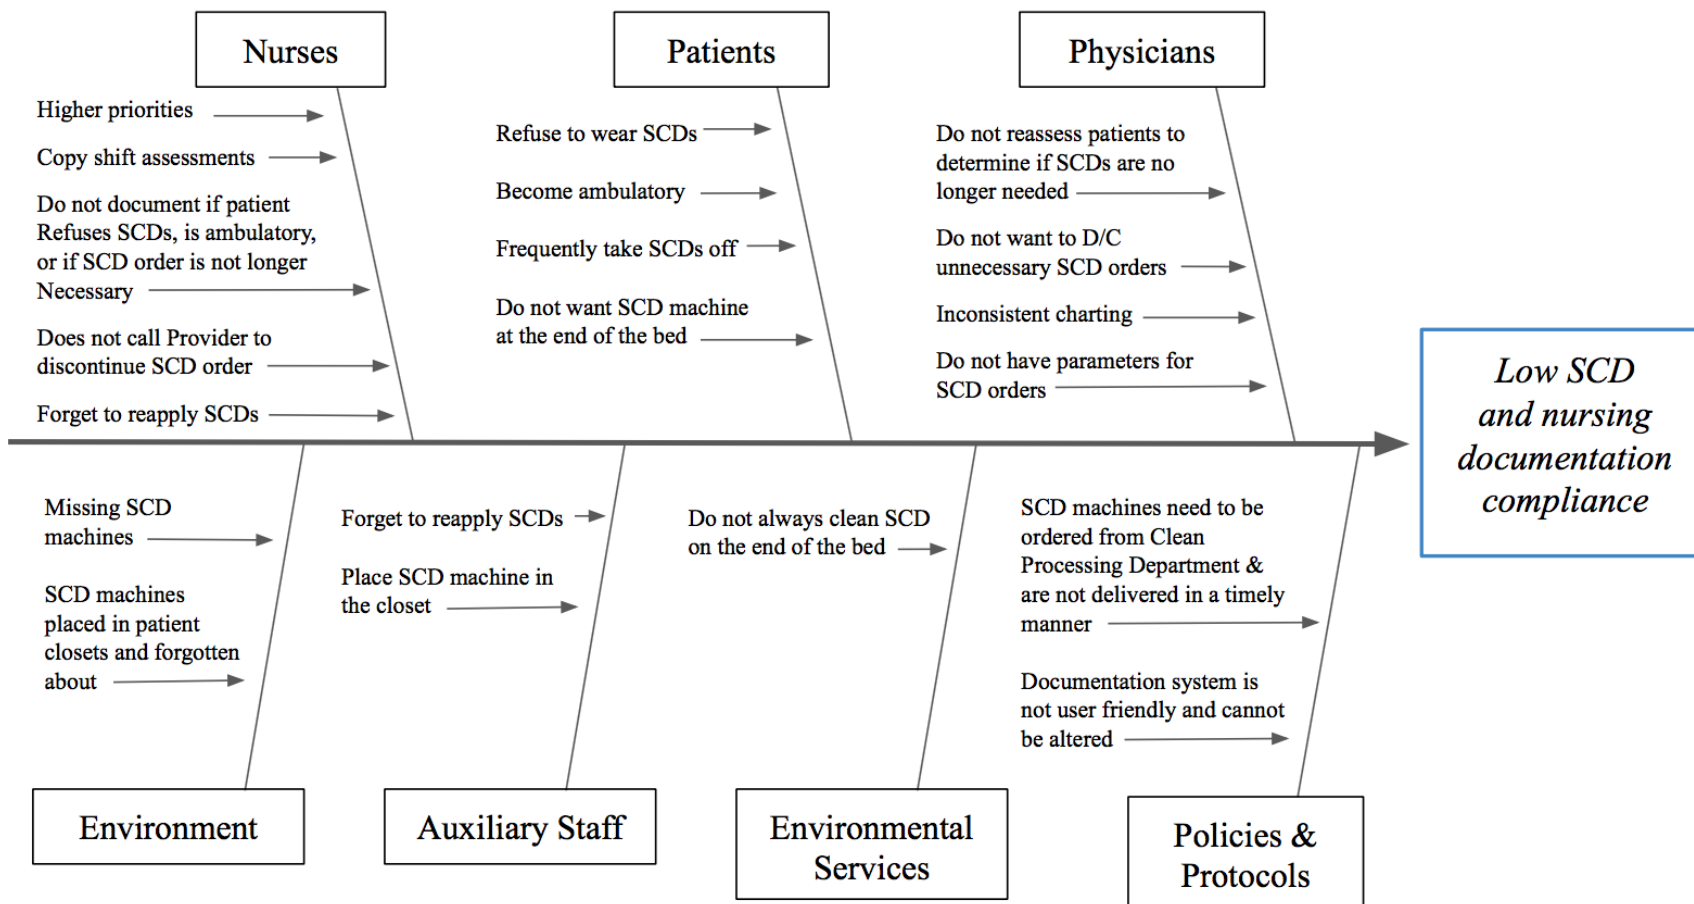 Nurses
Higher priorities
Copy shift assessments
Do not document if patient
Refuses SCDs, is ambulatory,
or if SCD order is not longer
Necessary
Does not call Provider to
discontinue SCD order
Forget to reapply SCDs
Patients
Refuse to wear SCDs
Become ambulatory
Frequently take SCDs off
Do not want SCD machine
at the end of the bed
Physicians
Do not reassess patients to
determine if SCDs are no
longer needed
Do not want to D/C
unnecessary SCD orders
Inconsistent charting
Do not have parameters for
SCD orders
Low SCD
and nursing
documentation
compliance
Missing SCD
machines
SCD machines
placed in patient
closets and forgotten
about
Environment
Forget to reapply SCDs
Place SCD machine in
the closet
Auxiliary Staff
Do not always clean SCD
on the end of the bed
Environmental
Services
SCD machines need to be
ordered from Clean
Processing Department &
are not delivered in a timely
manner
Documentation system is
not user friendly and cannot
be altered
Policies &
Protocols